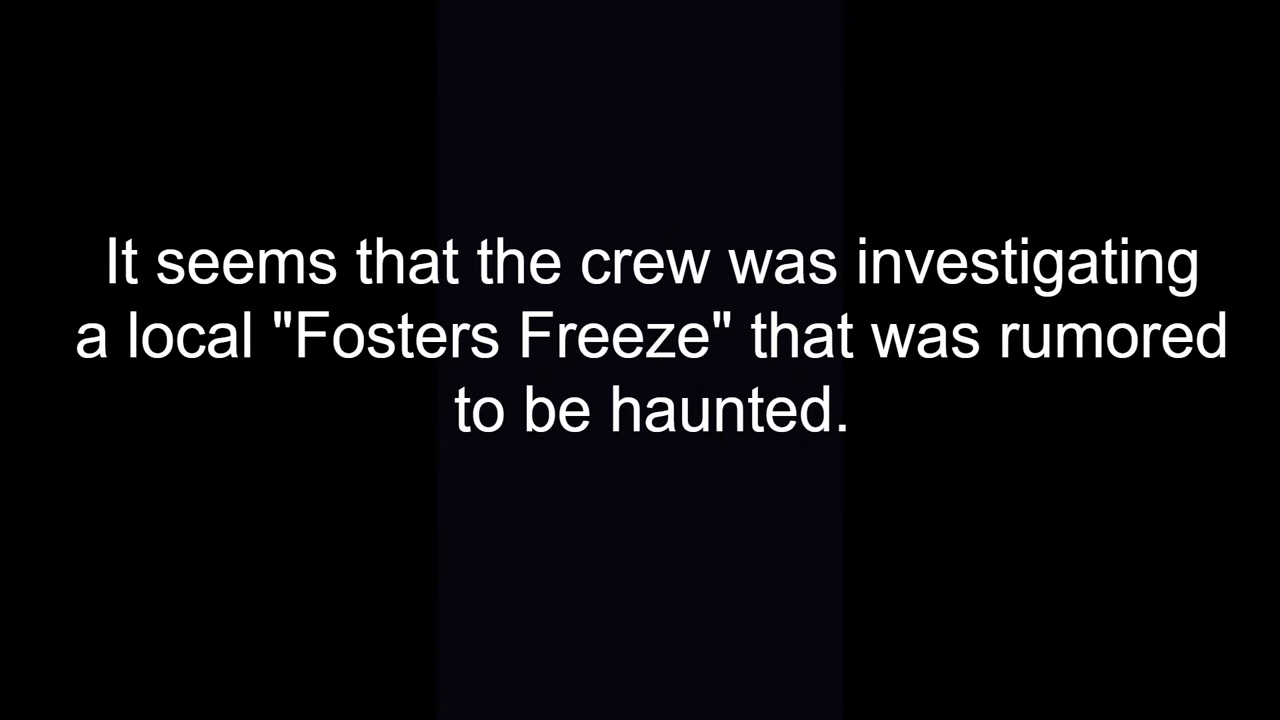 It seems that the crew was investigating
a local "Fosters Freeze" that was rumored
to be haunted.